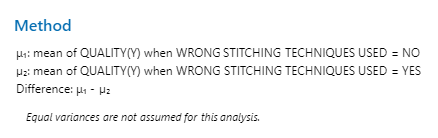 Method
μ₁: mean of QUALITY(Y) when WRONG STITCHING TECHNIQUES USED = NO
µ₂: mean of QUALITY(Y) when WRONG STITCHING TECHNIQUES USED = YES
Difference: μ₁ - µ₂
Equal variances are not assumed for this analysis.